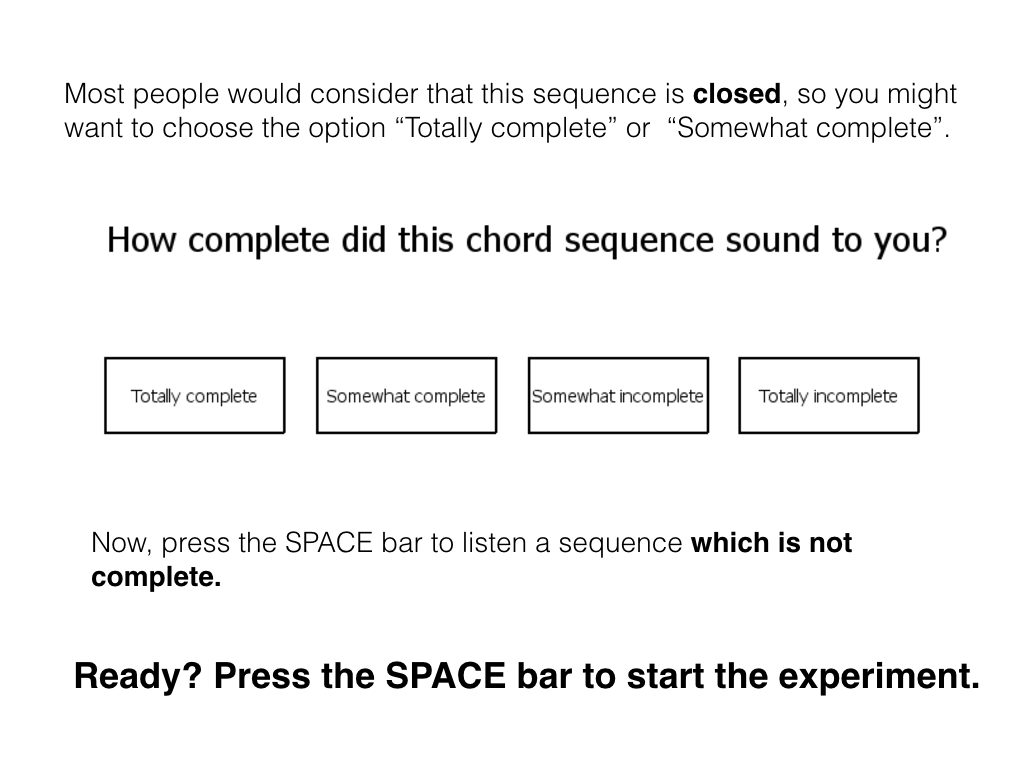 Most people would consider that this sequence is closed, so you might
want to choose the option “Totally complete” or  “Somewhat complete”.
How complete did this chord sequence sound to you?
Totally complete
Somewhat complete
Somewhat incomplete
Totally incomplete
Now, press the SPACE bar to listen a sequence which is not
complete.
Ready? Press the SPACE bar to start the experiment.